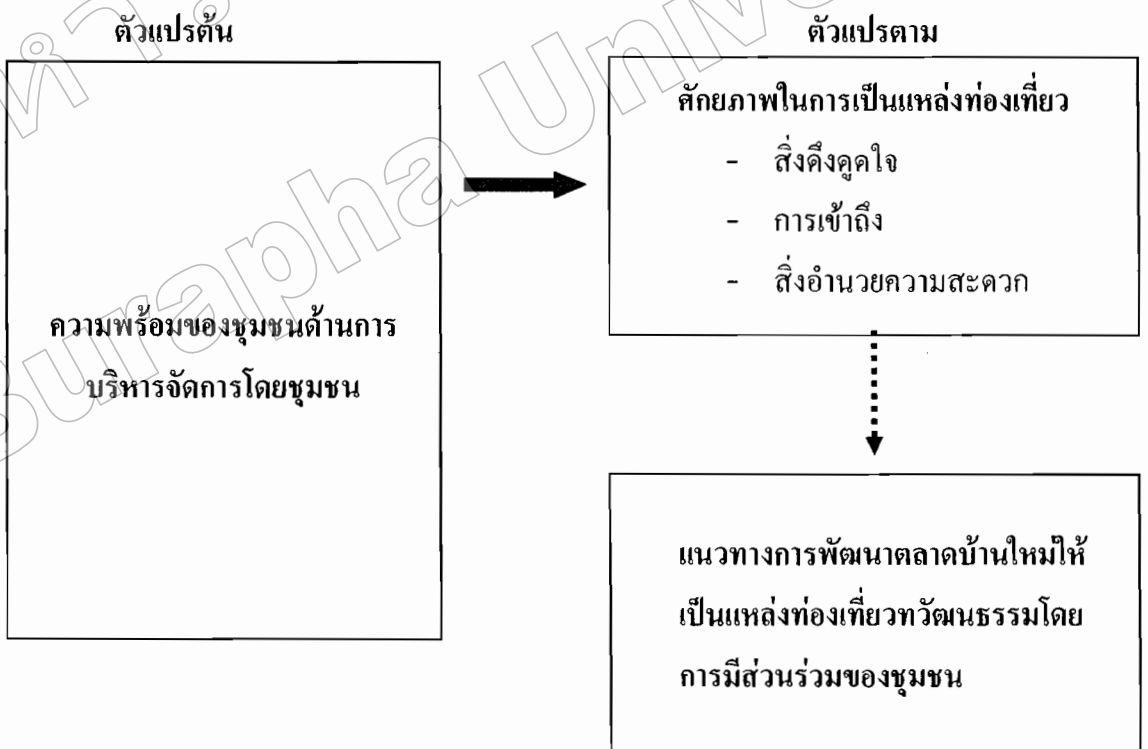 ตัวแปรต้น
ตัวแปรตาม
ความพร้อมของชุมชนด้านการ
บริหารจัดการโดยชุมชน
ศักยภาพในการเป็นแหล่งท่องเที่ยว
- สิ่งดึงดูดใจ
- การเข้าถึง
- สิ่งอำนวยความสะดวก
แนวทางการพัฒนาตลาดบ้านใหม่ให้
เป็นแหล่งท่องเที่ยวทวัฒนธรรมโดย
การมีส่วนร่วมของชุมชน
Burapha